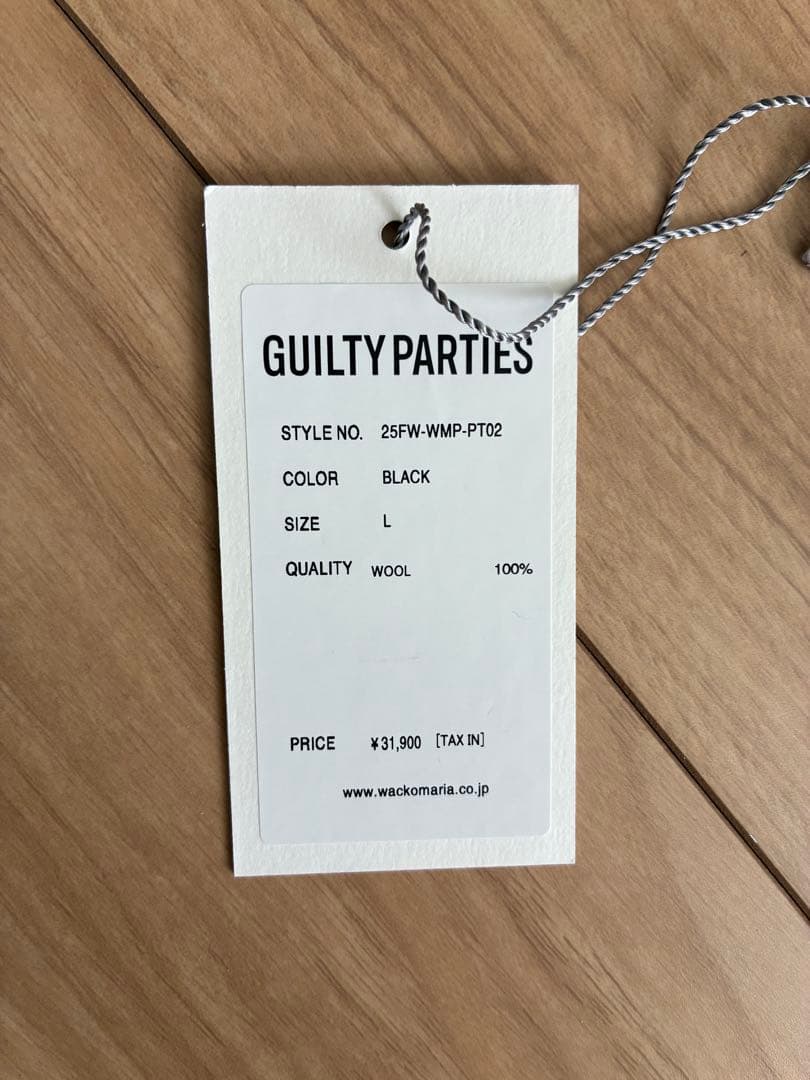 GUILTY PARTIES
STYLE NO. 25FW-WMP-PT02
COLOR BLACK
SIZE L
QUALITY WOOL 100%
PRICE ¥31,900 [TAX IN]
www.wackomaria.co.jp